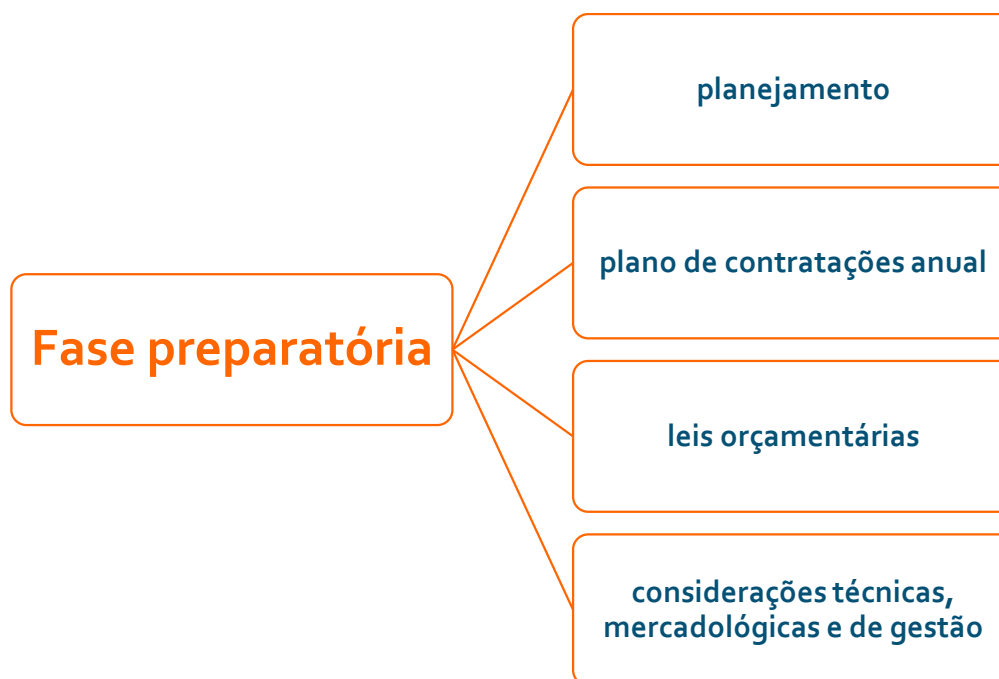 Fase preparatória
planejamento
plano de contratações anual
leis orçamentárias
considerações técnicas,
mercadológicas e de gestão